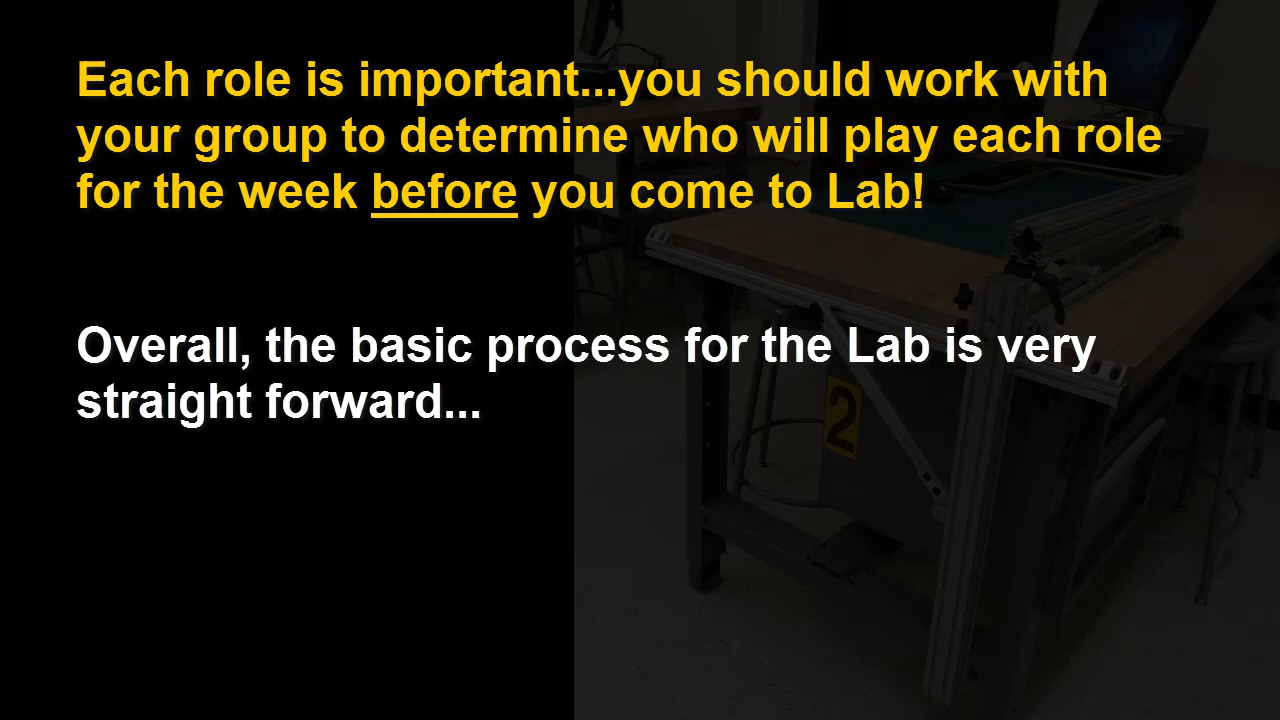 Each role is important...you should work with
your group to determine who will play each role
for the week before you come to Lab!
Overall, the basic process for the Lab is very
straight forward...
2